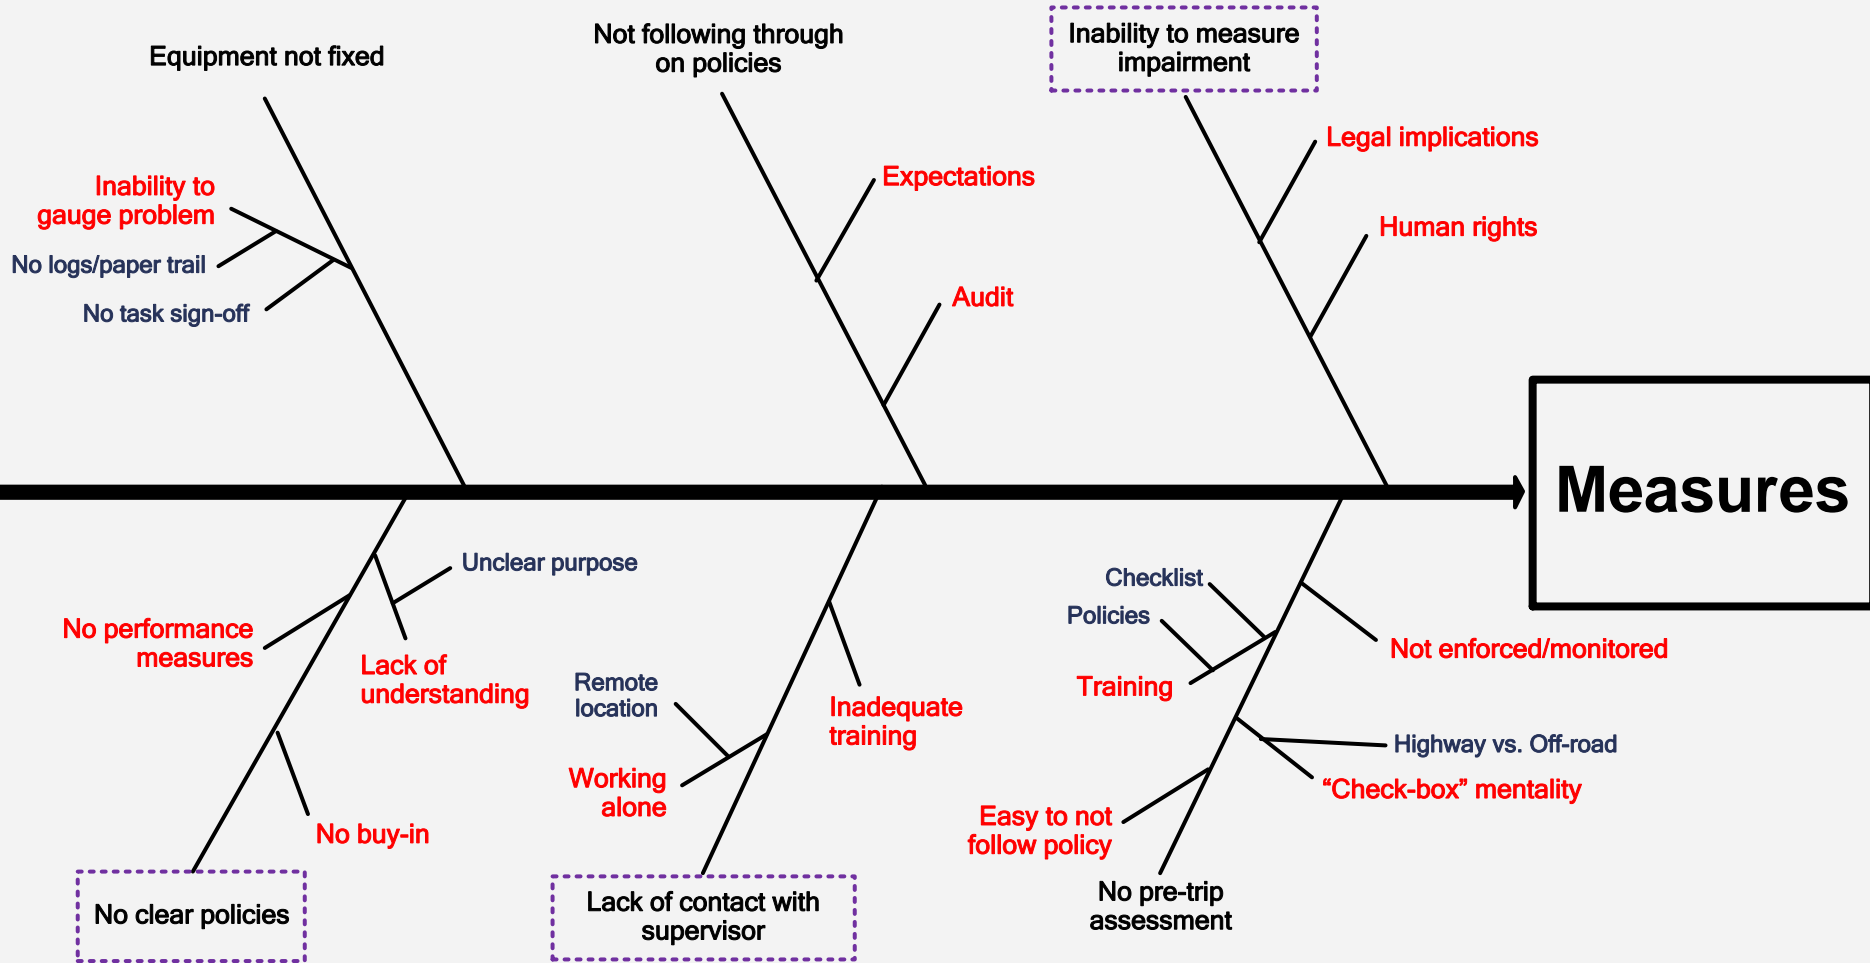 Equipment not fixed
Not following through
on policies
Inability to measure
impairment
Inability to
gauge problem
No logs/paper trail
No task sign-off
Expectations
Audit
Legal implications
Human rights
Measures
Unclear purpose
No performance
measures
Lack of
understanding
No buy-in
No clear policies
Remote
location
Inadequate
training
Working
alone
Lack of contact with
supervisor
Checklist
Policies
Training
Not enforced/monitored
Highway vs. Off-road
“Check-box” mentality
Easy to not
follow policy
No pre-trip
assessment